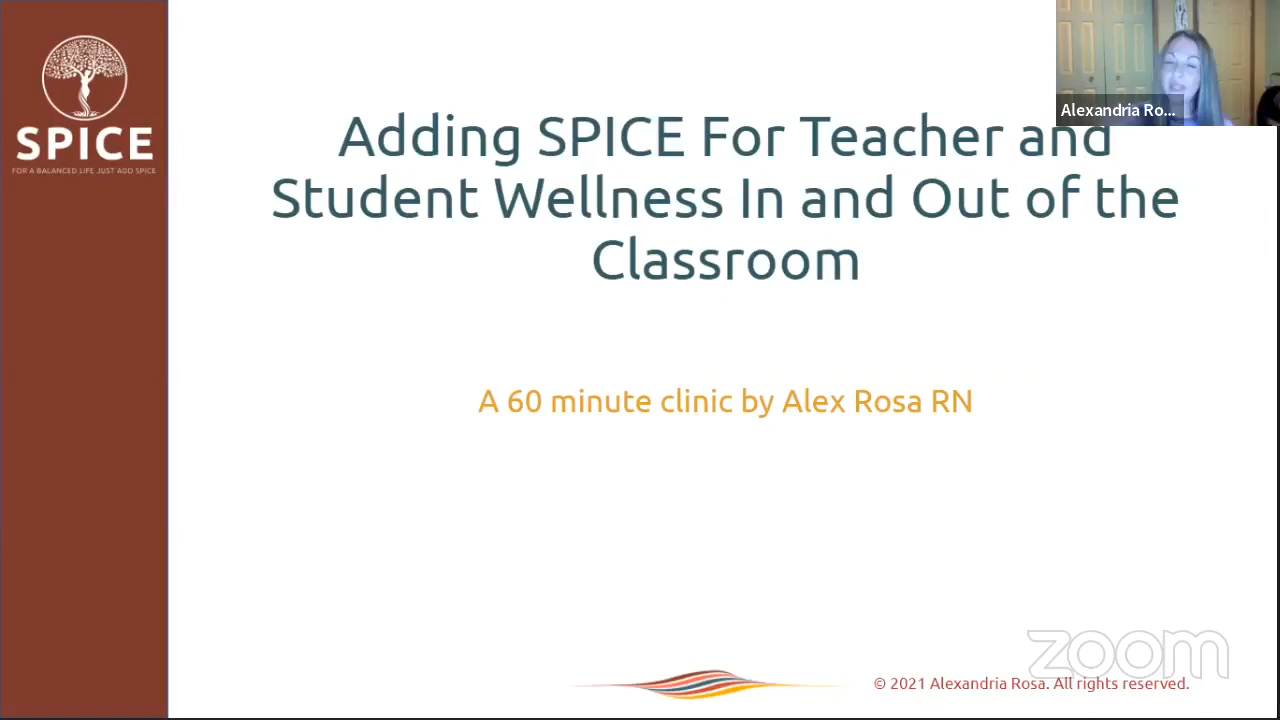 SPICE
FOR A BALANCED LIFE JUST ADD SPICE
Alexandria Ro...
Adding SPICE For Teacher and
Student Wellness In and Out of the
Classroom
A 60 minute clinic by Alex Rosa RN
zoom
© 2021 Alexandria Rosa. All rights reserved.